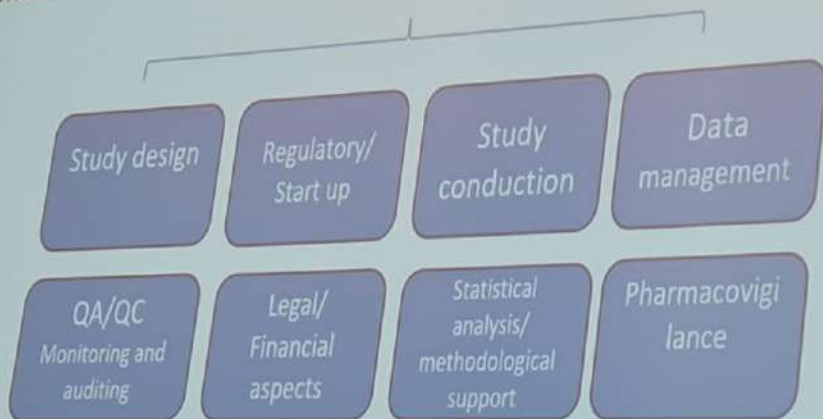 Study design
Regulatory/
Start up
Study
conduction
Data
management
QA/QC
Monitoring and
auditing
Legal/
Financial
aspects
Statistical
analysis/
methodological
support
Pharmacovigi
lance